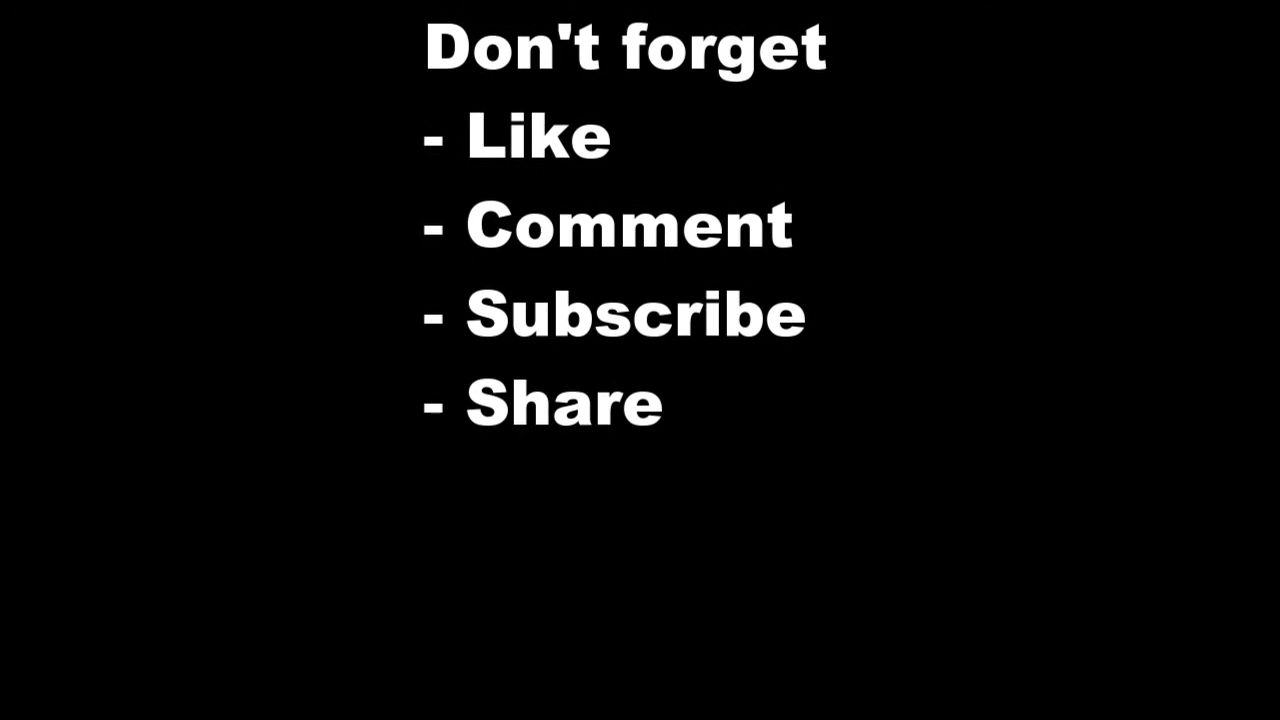 Don't forget
- Like
- Comment
- Subscribe
- Share